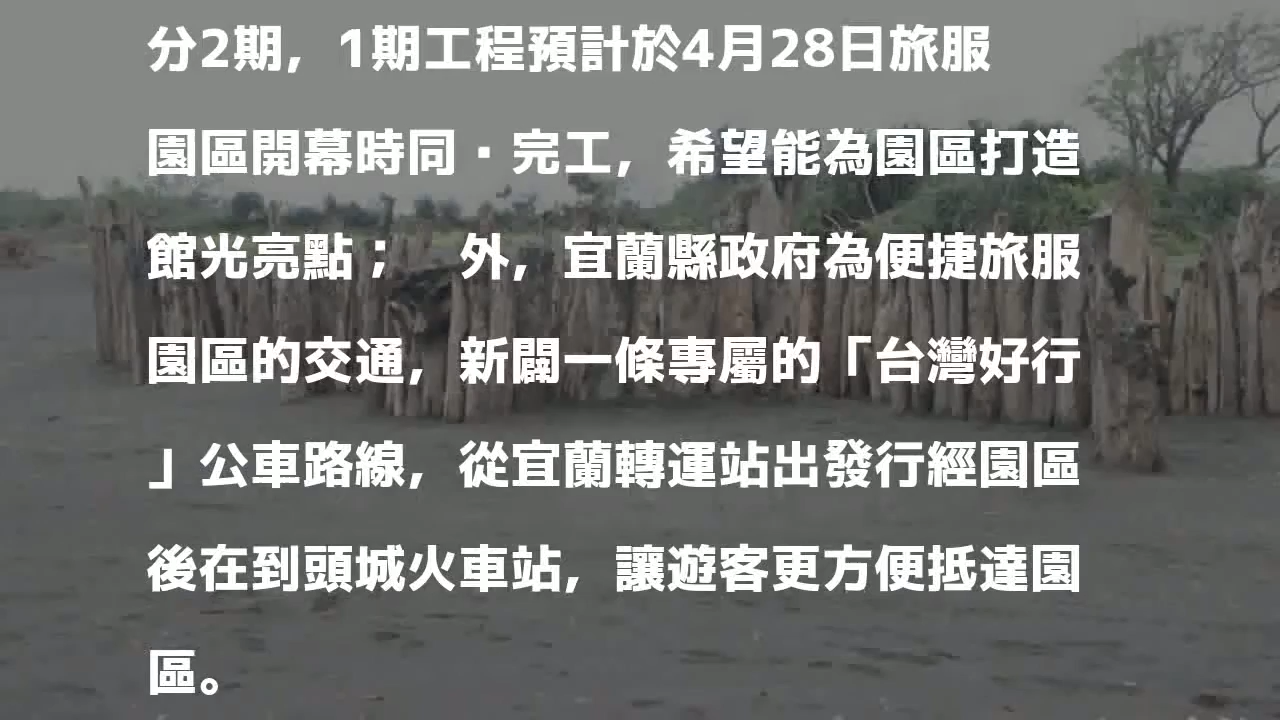 分2期，1期工程預計於4月28日旅服
園區開幕時同·完工，希望能為園區打造
館光亮點；　外，宜蘭縣政府為便捷旅服
園區的交通，新闢一條專屬的「台灣好行
」公車路線，從宜蘭轉運站出發行經園區
後在到頭城火車站，讓遊客更方便抵達園
區。